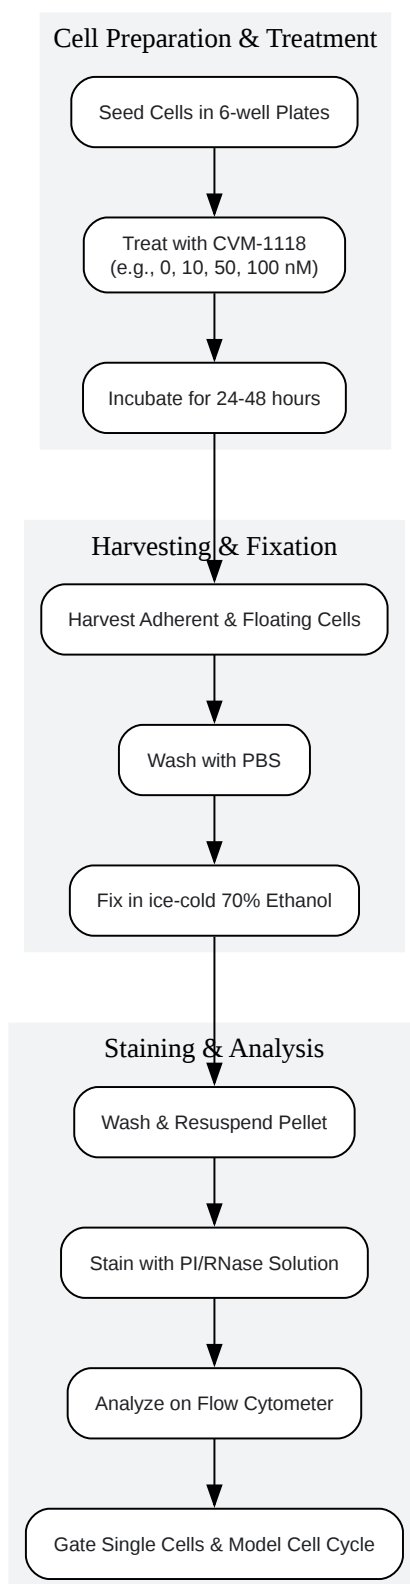 Cell Preparation & Treatment
Seed Cells in 6-well Plates
Treat with CVM-1118
(e.g., 0, 10, 50, 100 nM)
Incubate for 24-48 hours
Harvesting & Fixation
Harvest Adherent & Floating Cells
Wash with PBS
Fix in ice-cold 70% Ethanol
Staining & Analysis
Wash & Resuspend Pellet
Stain with PI/RNase Solution
Analyze on Flow Cytometer
Gate Single Cells & Model Cell Cycle